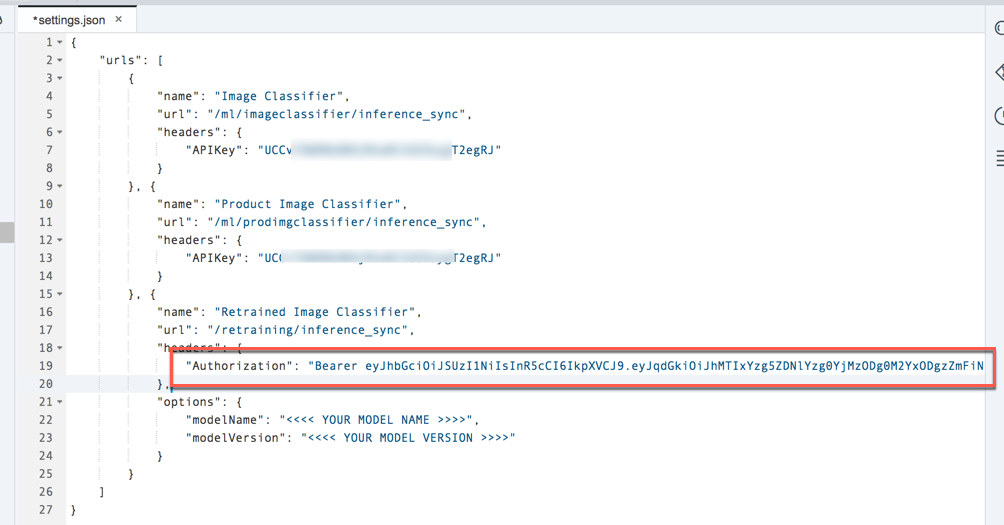 *settings.json ×
1 {
2 "urls": [
3 {
4 "name": "Image Classifier",
5 "url": "/ml/imageclassifier/inference_sync",
6 "headers": {
7 "APIKey": "UCCv T2egRJ"
8 }
9 }, {
10 "name": "Product Image Classifier",
11 "url": "/ml/prodimgclassifier/inference_sync",
12 "headers": {
13 "APIKey": "UCC T2egRJ"
14 }
15 }, {
16 "name": "Retrained Image Classifier",
17 "url": "/retraining/inference_sync",
18 "headers": {
19 "Authorization": "Bearer eyJhbGciOiJSUzI1NiIsInR5cCI6IkpXVCJ9.eyJqdGkiOiJhMTIxYzg5ZDNlYzg0YjMzODg0M2YxODgzZmFiN
20 },
21 "options": {
22 "modelName": "<<<< YOUR MODEL NAME >>>>",
23 "modelVersion": "<<<< YOUR MODEL VERSION >>>>"
24 }
25 }
26 ]
27 }